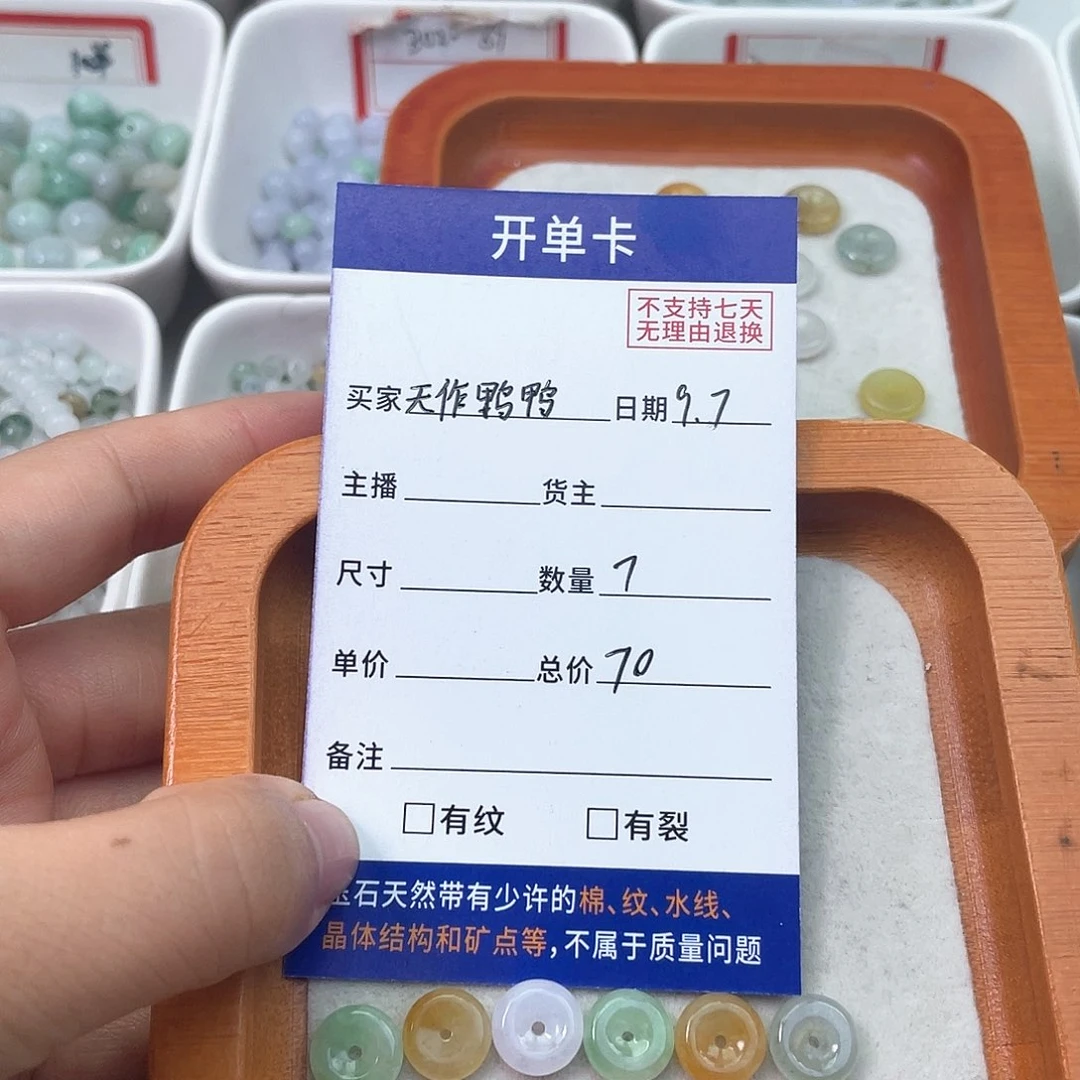 开单卡
不支持七天
无理由退换
买家天作鸭鸭 日期9.7
主播 货主
尺寸 数量7
单价 总价70
备注
有纹 有裂
石天然带有少许的棉、纹、水线、
晶体结构和矿点等,不属于质量问题